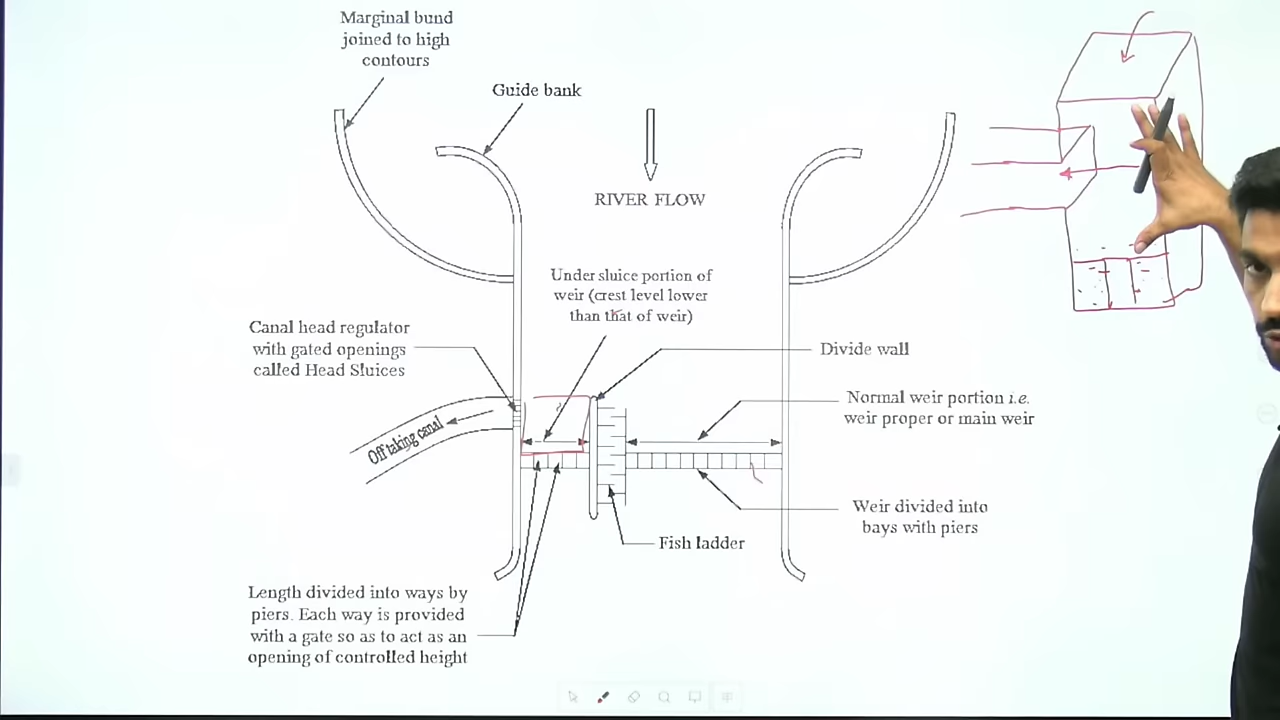 Marginal bund
joined to high
contours
Guide bank
RIVER FLOW
Under sluice portion of
weir (crest level lower
than that of weir)
Canal head regulator
with gated openings
called Head Sluices
Divide wall
Normal weir portion i.e.
weir proper or main weir
Off taking canal
Weir divided into
bays with piers
Fish ladder
Length divided into ways by
piers. Each way is provided
with a gate so as to act as an
opening of controlled height